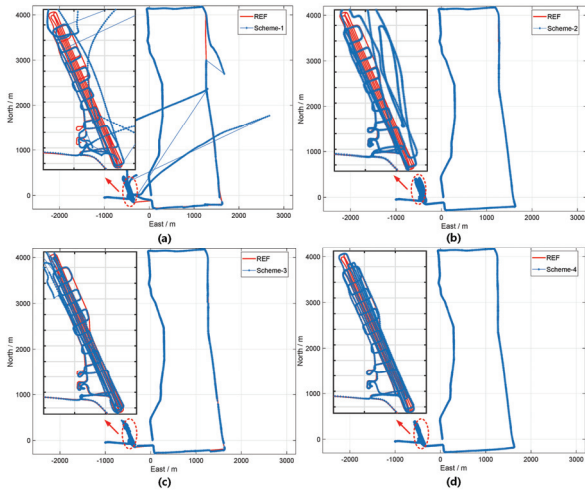 4000
3000
2000
1000
0
North / m
-2000
-1000
0
1000
2000
3000
East / m
REF
Scheme-1
(a)
4000
3000
2000
1000
0
North / m
-2000
-1000
0
1000
2000
3000
East / m
REF
Scheme-2
(b)
4000
3000
2000
1000
0
North / m
-2000
-1000
0
1000
2000
3000
East / m
REF
Scheme-3
(c)
4000
3000
2000
1000
0
North / m
-2000
-1000
0
1000
2000
3000
East / m
REF
Scheme-4
(d)